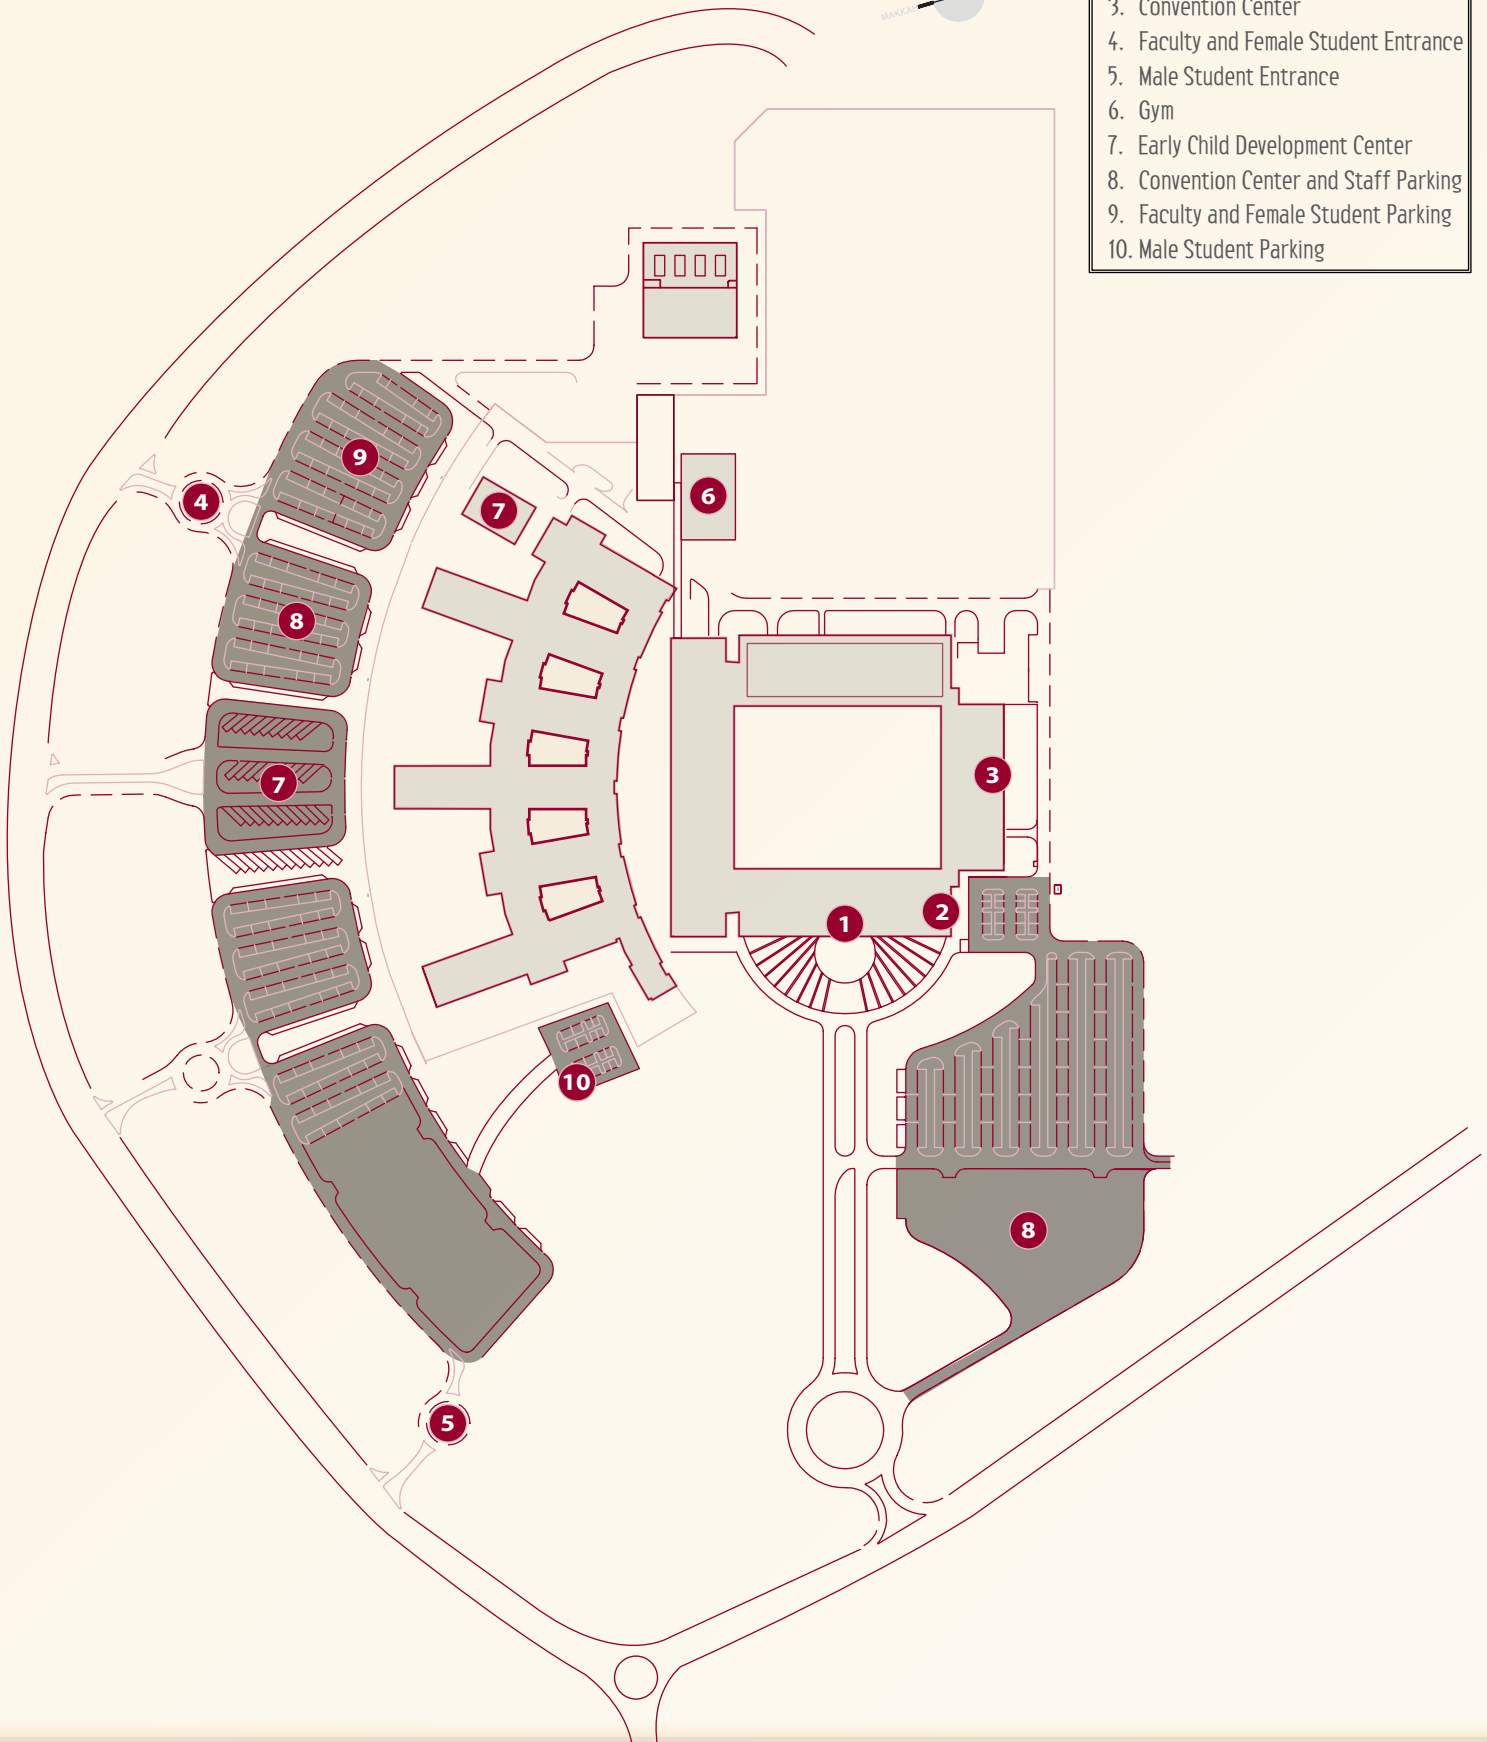 MAKKAH
3. Convention Center
4. Faculty and Female Student Entrance
5. Male Student Entrance
6. Gym
7. Early Child Development Center
8. Convention Center and Staff Parking
9. Faculty and Female Student Parking
10. Male Student Parking
9
4
7
6
8
7
3
2
1
10
8
5